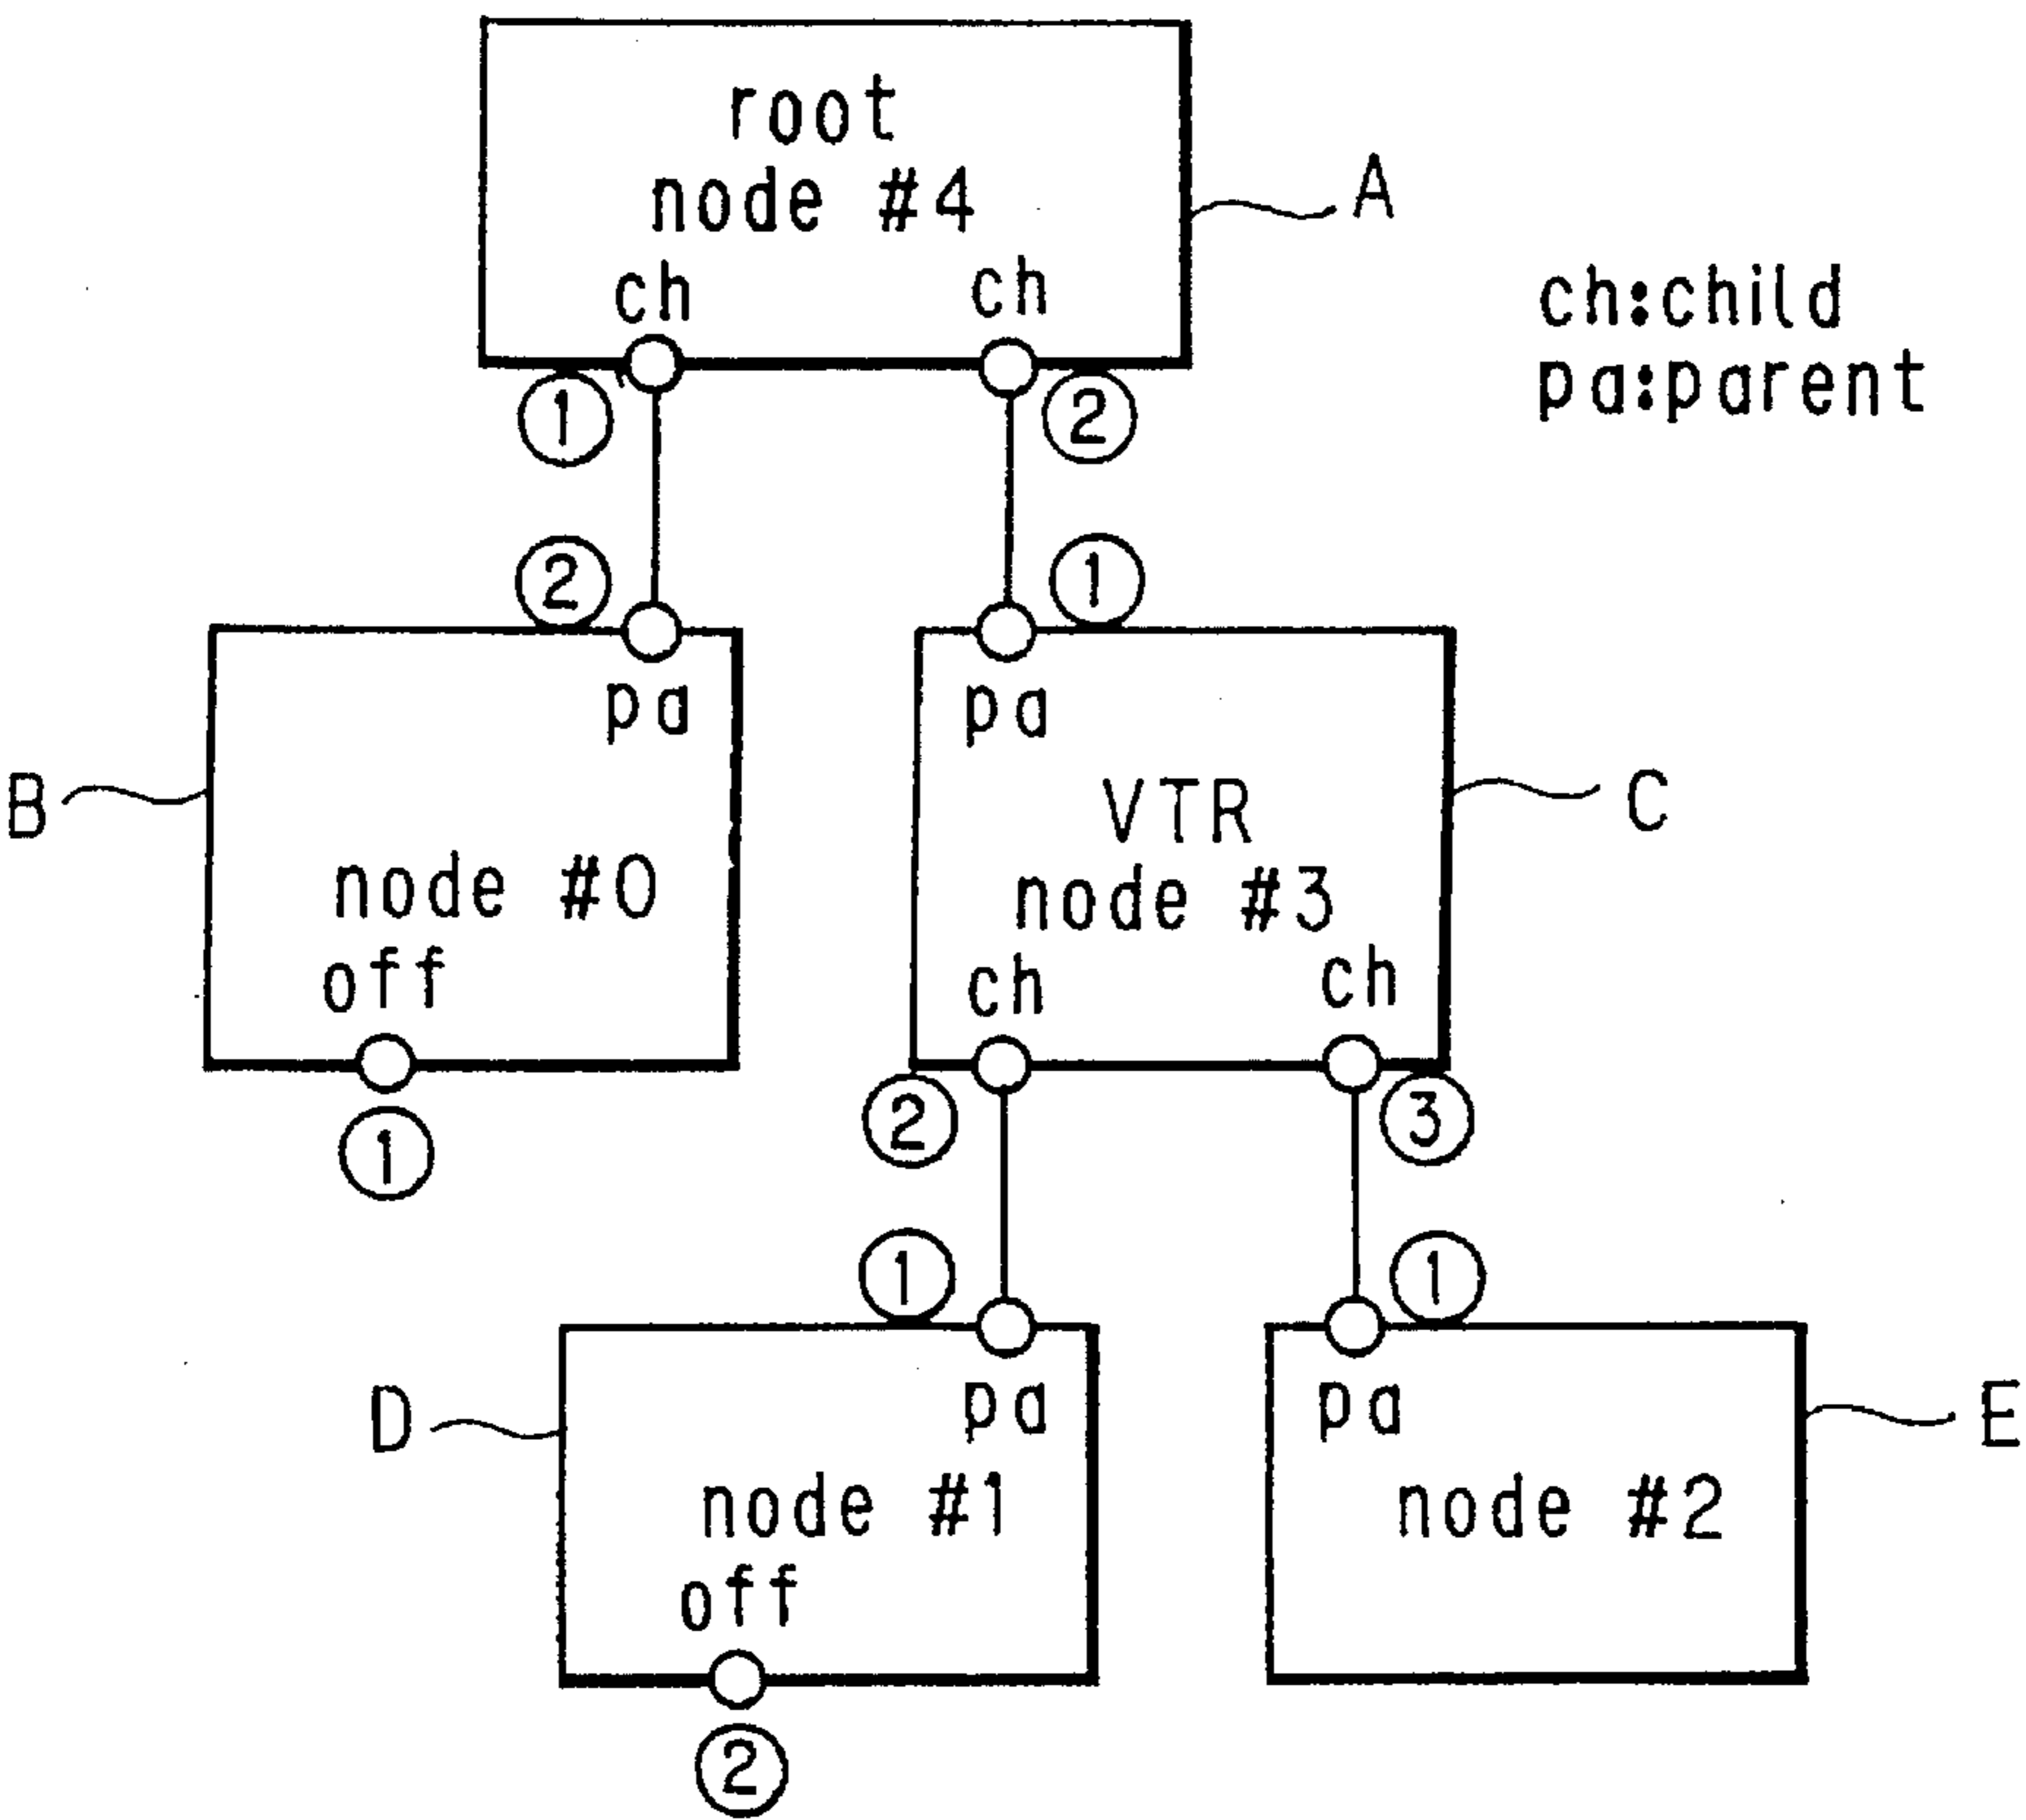 root
node #4
A
ch
ch
ch:child
pa:parent
①
②
②
①
pa
pa
B
VTR
C
node #0
node #3
off
ch
ch
①
②
③
①
①
D
pa
pa
E
node #1
node #2
off
②